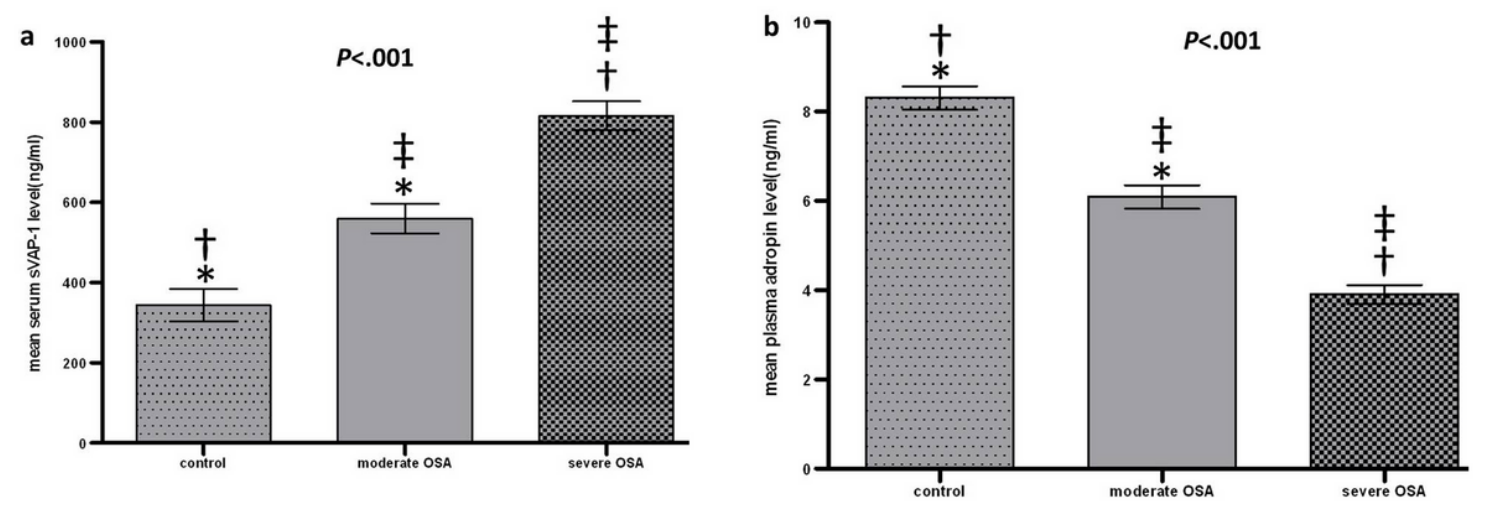 a
P<.001
mean serum sVAP-1 level(ng/ml)
1000
800
600
400
200
0
†
*
‡
*
‡
†
control
moderate OSA
severe OSA
b
P<.001
mean plasma adropin level(ng/ml)
10
8
6
4
2
0
†
*
‡
*
‡
†
control
moderate OSA
severe OSA